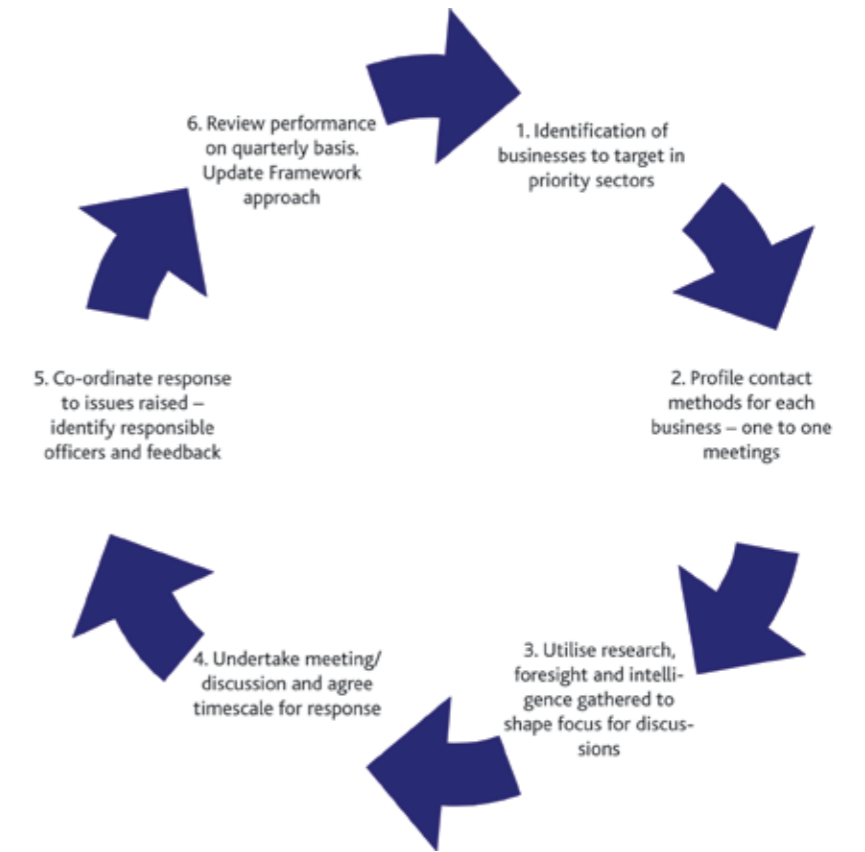 1. Identification of
businesses to target in
priority sectors
2. Profile contact
methods for each
business – one to one
meetings
3. Utilise research,
foresight and intelli-
gence gathered to
shape focus for discus-
sions
4. Undertake meeting/
discussion and agree
timescale for response
5. Co-ordinate response
to issues raised –
identify responsible
officers and feedback
6. Review performance
on quarterly basis.
Update Framework
approach